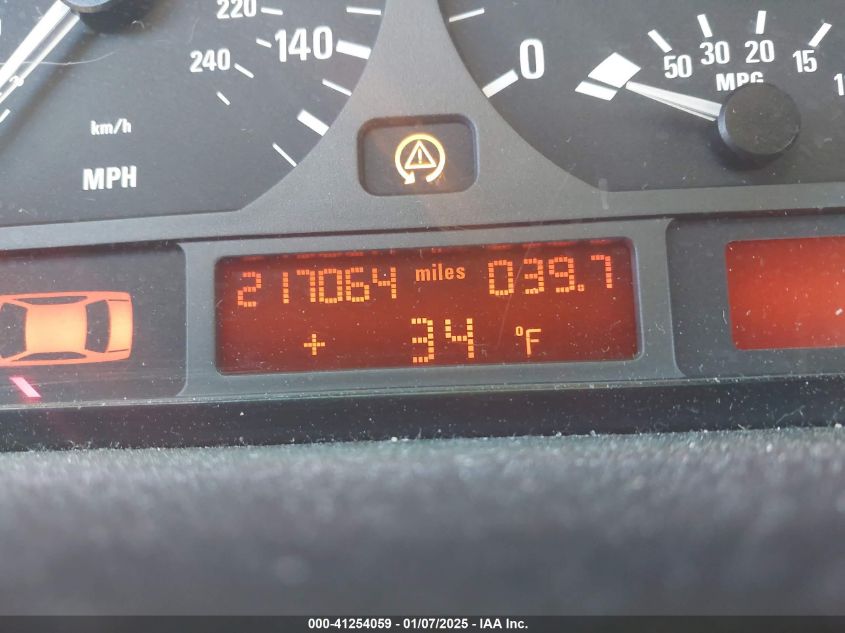 220
240
140
km/h
MPH
0
50 30 20 15
MPG
217064 miles 039.7
+ 34 °F
000-41254059 - 01/07/2025 - IAA Inc.